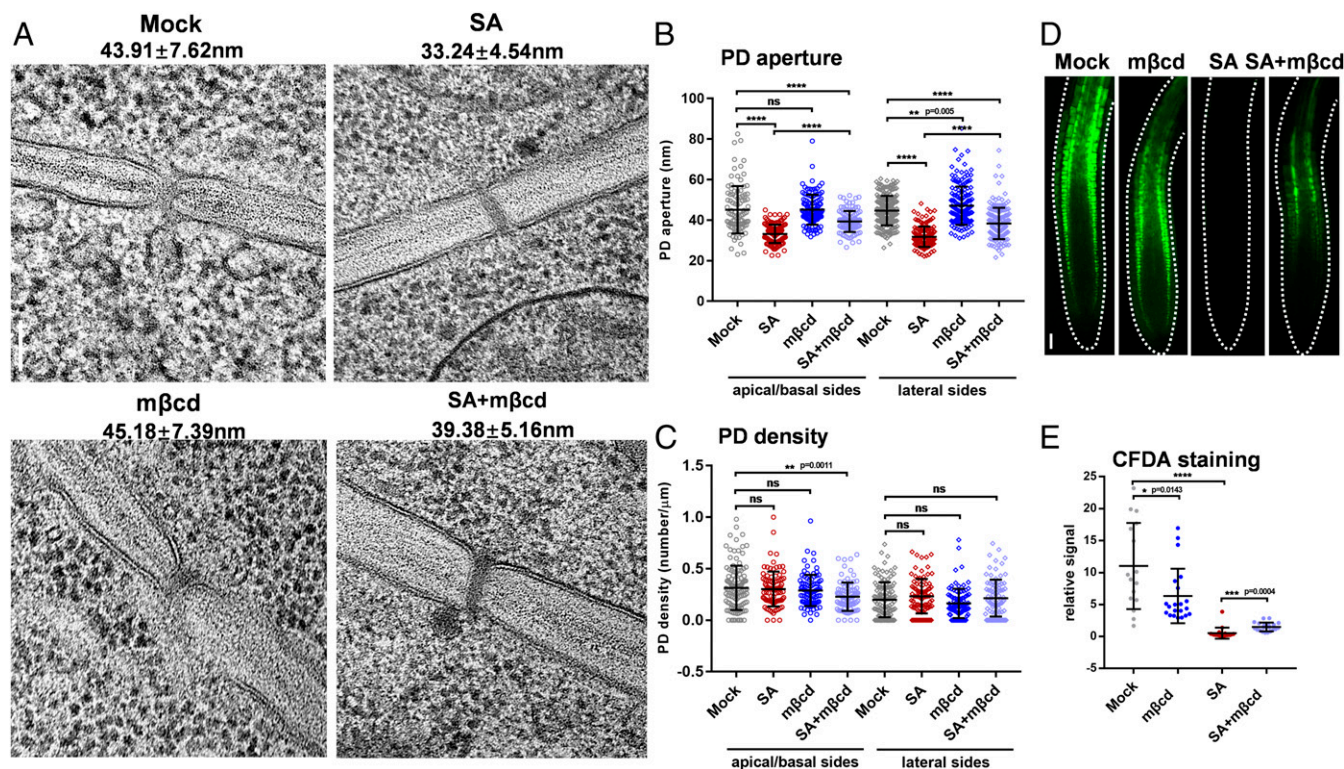 A
Mock
43.91±7.62nm
SA
33.24±4.54nm
mβcd
45.18±7.39nm
SA+mβcd
39.38±5.16nm
B
PD aperture
PD aperture (nm)
100
80
60
40
20
0
****
ns
****
****
****
** p=0.005
****
****
Mock
SA
mβcd
SA+mβcd
Mock
SA
mβcd
SA+mβcd
apical/basal sides
lateral sides
C
PD density
PD density (number/μm)
1.5
1.0
0.5
0.0
-0.5
** p=0.0011
ns
ns
ns
ns
ns
Mock
SA
mβcd
SA+mβcd
Mock
SA
mβcd
SA+mβcd
apical/basal sides
lateral sides
D
Mock mβcd SA SA+mβcd
E
CFDA staining
relative signal
25
20
15
10
5
0
-5
****
* p=0.0143
*** p=0.0004
Mock
mβcd
SA
SA+mβcd